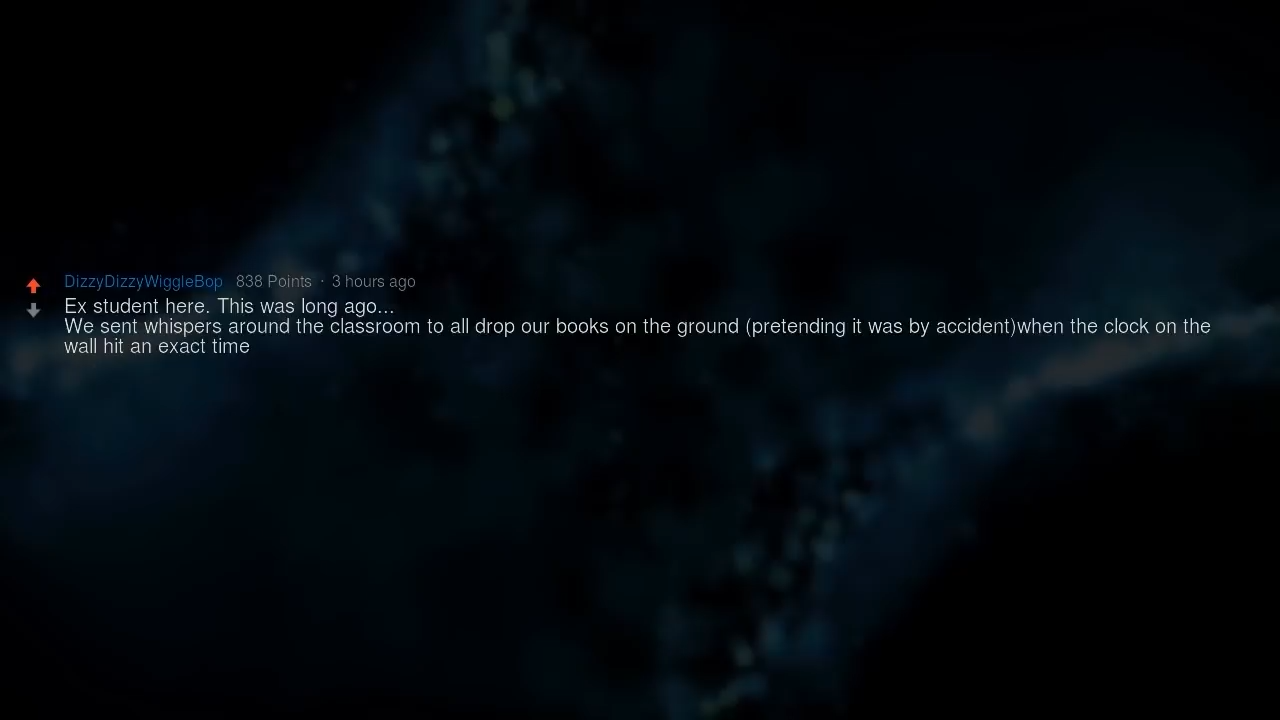 DizzyDizzyWiggleBop 838 Points · 3 hours ago
Ex student here. This was long ago...
We sent whispers around the classroom to all drop our books on the ground (pretending it was by accident)when the clock on the
wall hit an exact time